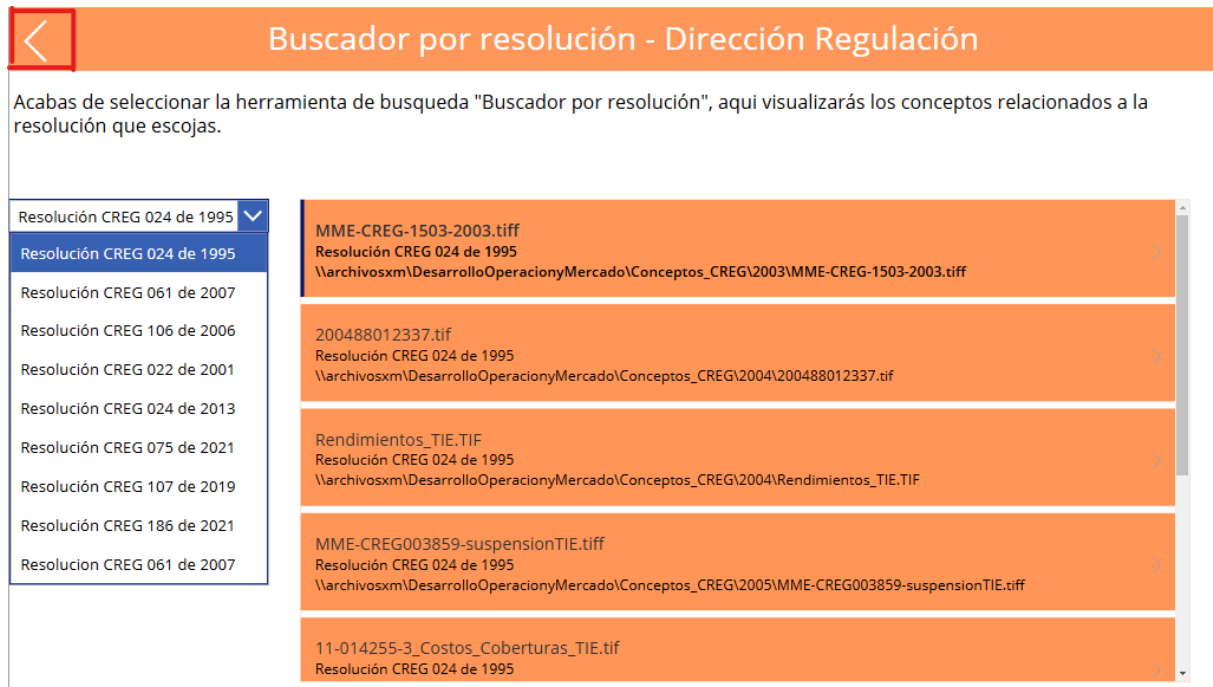 Buscador por resolución - Dirección Regulación
Acabas de seleccionar la herramienta de busqueda "Buscador por resolución", aqui visualizarás los conceptos relacionados a la
resolución que escojas.
Resolución CREG 024 de 1995
Resolución CREG 024 de 1995
Resolución CREG 061 de 2007
Resolución CREG 106 de 2006
Resolución CREG 022 de 2001
Resolución CREG 024 de 2013
Resolución CREG 075 de 2021
Resolución CREG 107 de 2019
Resolución CREG 186 de 2021
Resolucion CREG 061 de 2007
MME-CREG-1503-2003.tiff
Resolución CREG 024 de 1995
\\archivosxm\DesarrolloOperacionyMercado\Conceptos_CREG\2003\MME-CREG-1503-2003.tiff
200488012337.tif
Resolución CREG 024 de 1995
\\archivosxm\DesarrolloOperacionyMercado\Conceptos_CREG\2004\200488012337.tif
Rendimientos_TIE.TIF
Resolución CREG 024 de 1995
\\archivosxm\DesarrolloOperacionyMercado\Conceptos_CREG\2004\Rendimientos_TIE.TIF
MME-CREG003859-suspensionTIE.tiff
Resolución CREG 024 de 1995
\\archivosxm\DesarrolloOperacionyMercado\Conceptos_CREG\2005\MME-CREG003859-suspensionTIE.tiff
11-014255-3_Costos_Coberturas_TIE.tif
Resolución CREG 024 de 1995